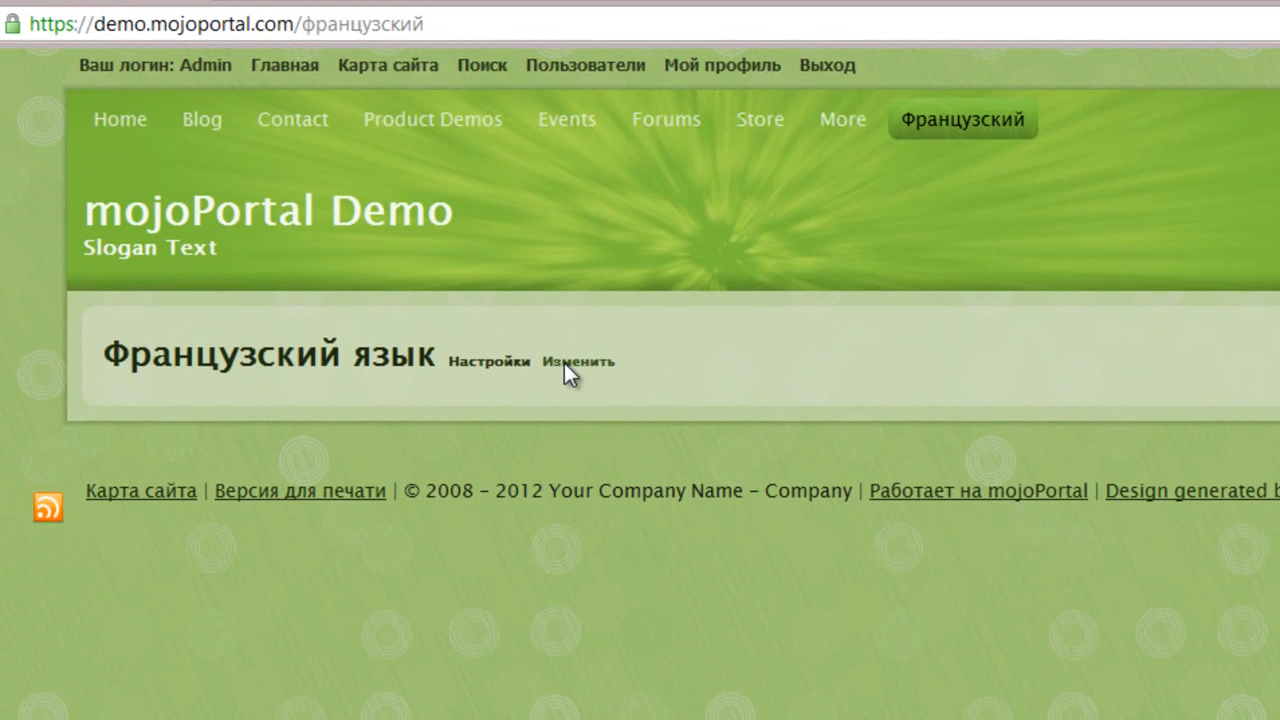 https://demo.mojoportal.com/французский
Ваш логин: Admin Главная Карта сайта Поиск Пользователи Мой профиль Выход
Home Blog Contact Product Demos Events Forums Store More Французский
mojoPortal Demo
Slogan Text
Французский язык Настройки Изменить
Карта сайта | Версия для печати | © 2008 - 2012 Your Company Name - Company | Работает на mojoPortal | Design generated